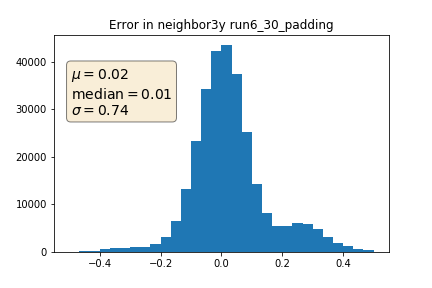 Error in neighbor3y run6_30_padding
μ = 0.02
median = 0.01
σ = 0.74
40000
30000
20000
10000
0
−0.4 −0.2 0.0 0.2 0.4